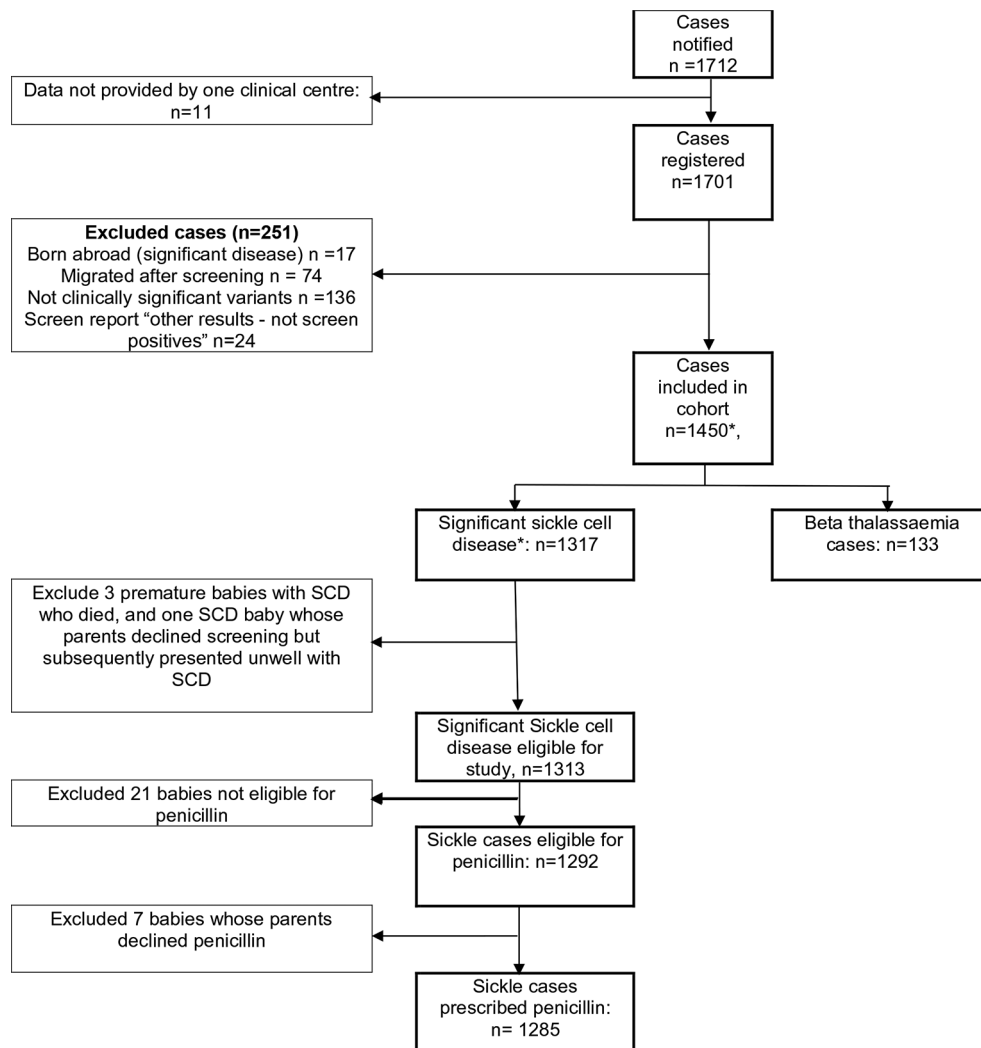 Cases
notified
n =1712
Data not provided by one clinical centre:
n=11
Cases
registered
n=1701
Excluded cases (n=251)
Born abroad (significant disease) n =17
Migrated after screening n = 74
Not clinically significant variants n =136
Screen report “other results - not screen
positives” n=24
Cases
included in
cohort
n=1450*,
Significant sickle cell
disease*: n=1317
Beta thalassaemia
cases: n=133
Exclude 3 premature babies with SCD
who died, and one SCD baby whose
parents declined screening but
subsequently presented unwell with
SCD
Significant Sickle cell
disease eligible for
study, n=1313
Excluded 21 babies not eligible for
penicillin
Sickle cases eligible for
penicillin: n=1292
Excluded 7 babies whose parents
declined penicillin
Sickle cases
prescribed penicillin:
n= 1285